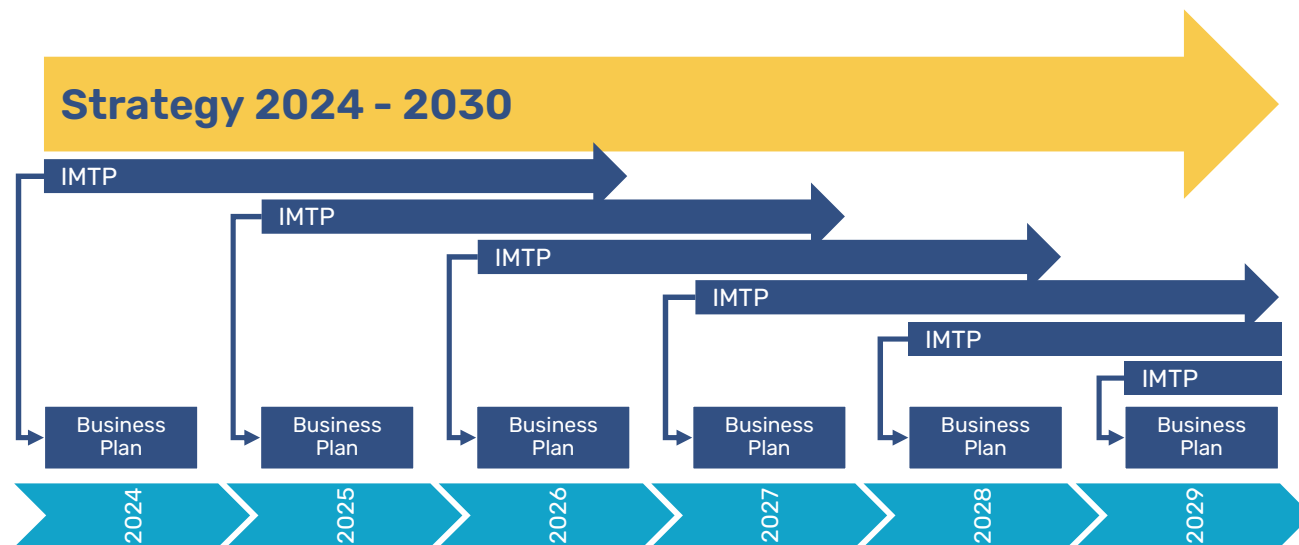 Strategy 2024 - 2030
IMTP
IMTP
IMTP
IMTP
IMTP
IMTP
Business
Plan
Business
Plan
Business
Plan
Business
Plan
Business
Plan
Business
Plan
2024
2025
2026
2027
2028
2029